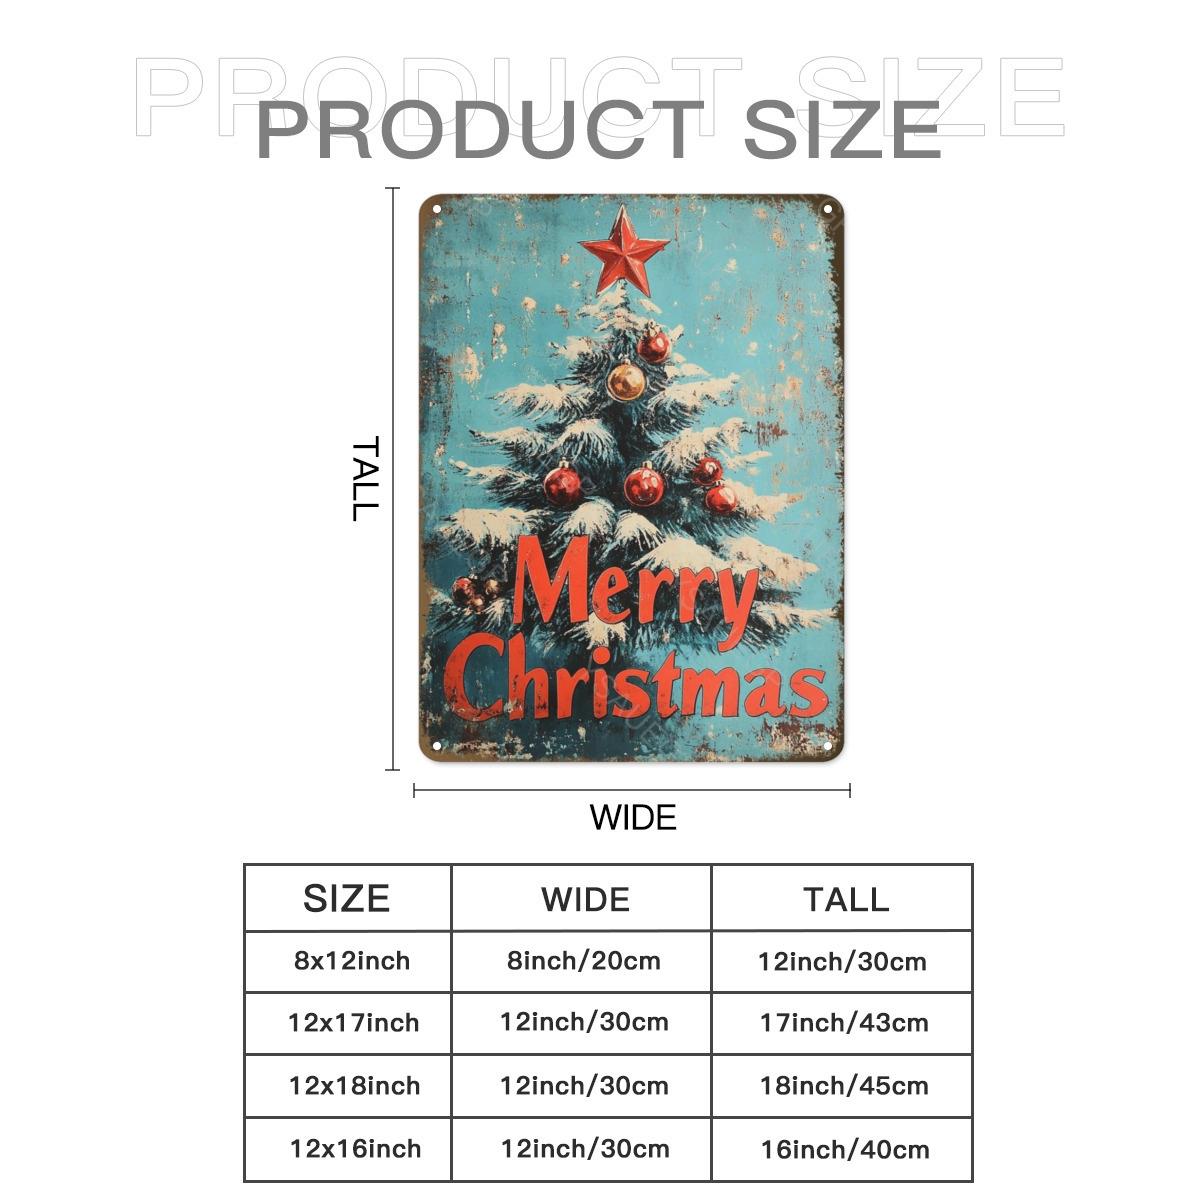 PRODUCT SIZE
PRODUCT SIZE
TALL
Merry
Christmas
WIDE
SIZE WIDE TALL
8x12inch 8inch/20cm 12inch/30cm
12x17inch 12inch/30cm 17inch/43cm
12x18inch 12inch/30cm 18inch/45cm
12x16inch 12inch/30cm 16inch/40cm